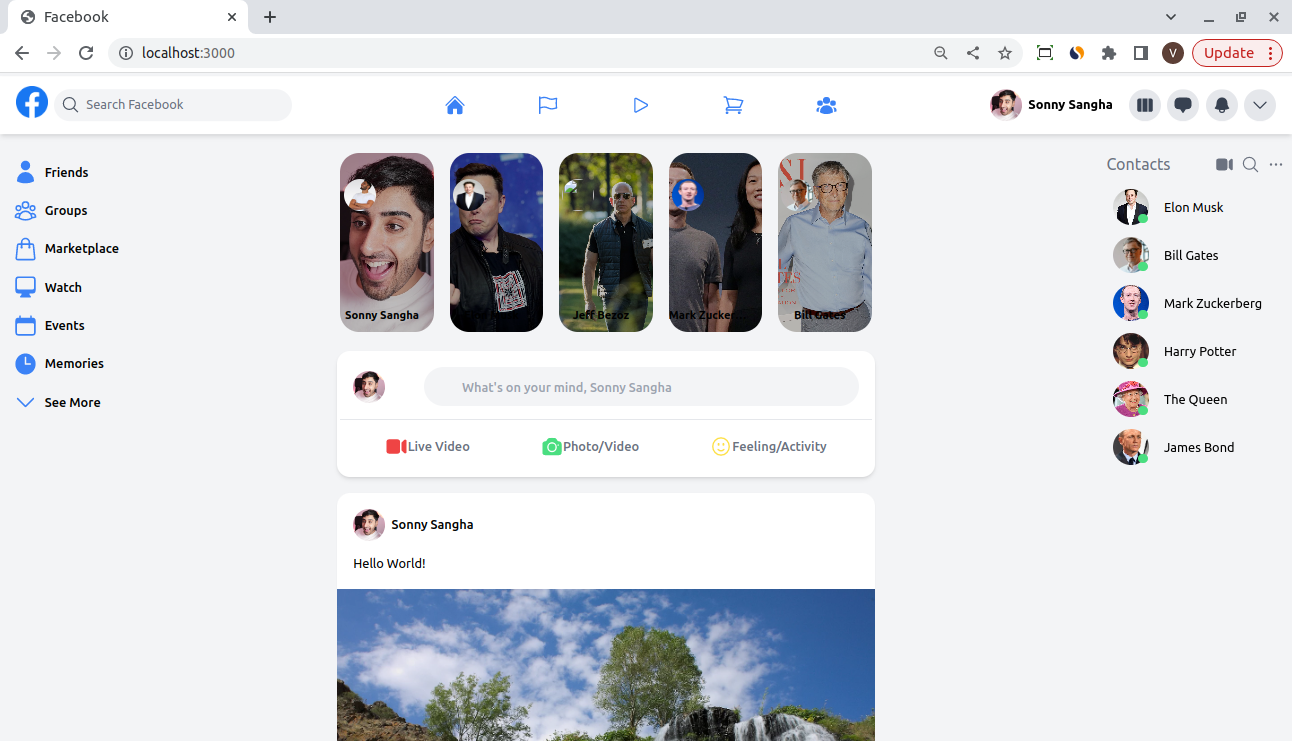 Facebook
localhost:3000
V
Update
Search Facebook
Sonny Sangha
Friends
Groups
Marketplace
Watch
Events
Memories
See More
Sonny Sangha
Jeff Bezoz
Mark Zucker...
Bill Gates
What's on your mind, Sonny Sangha
Live Video
Photo/Video
Feeling/Activity
Sonny Sangha
Hello World!
Contacts
Elon Musk
Bill Gates
Mark Zuckerberg
Harry Potter
The Queen
James Bond